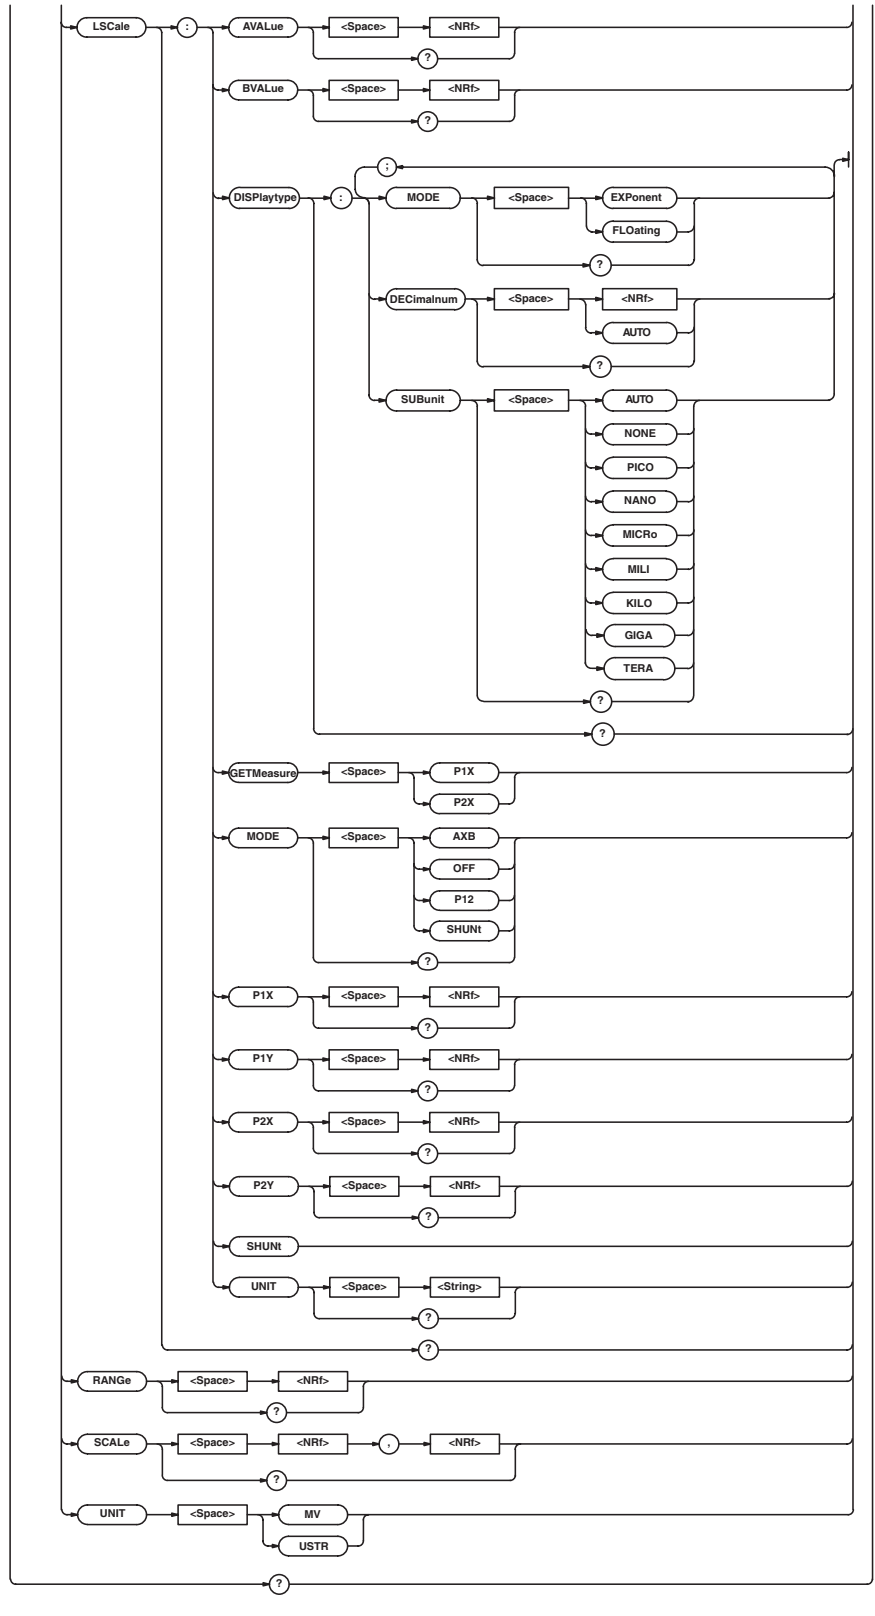 LSCale : AVALue <Space> <NRf>
?
BVALue <Space> <NRf>
?
;
DISPlaytype : MODE <Space> EXPonent
FLOating
?
DECimalnum <Space> <NRf>
AUTO
?
SUBunit <Space> AUTO
NONE
PICO
NANO
MICRo
MILI
KILO
GIGA
TERA
?
?
GETMeasure <Space> P1X
P2X
MODE <Space> AXB
OFF
P12
SHUNt
?
P1X <Space> <NRf>
?
P1Y <Space> <NRf>
?
P2X <Space> <NRf>
?
P2Y <Space> <NRf>
?
SHUNt
UNIT <Space> <String>
?
?
RANGe <Space> <NRf>
?
SCALe <Space> <NRf> , <NRf>
?
UNIT <Space> MV
USTR
?